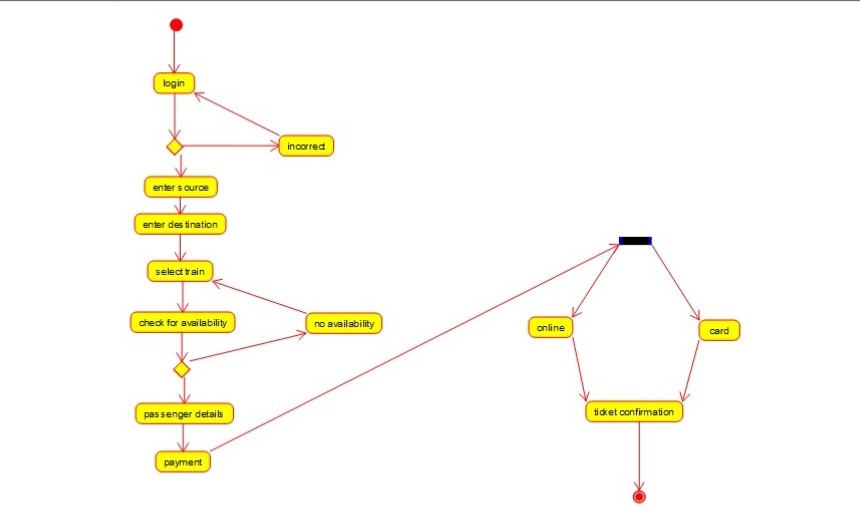 login
incorrect
enter source
enter destination
select train
check for availability
no availability
passenger details
payment
online
card
ticket confirmation